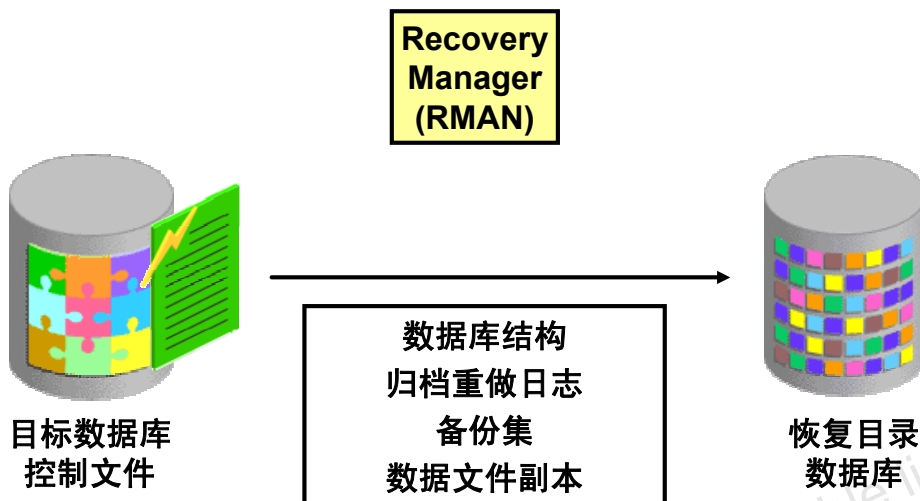 Recovery
Manager
(RMAN)
数据库结构
归档重做日志
备份集
数据文件副本
目标数据库
控制文件
恢复目录
数据库